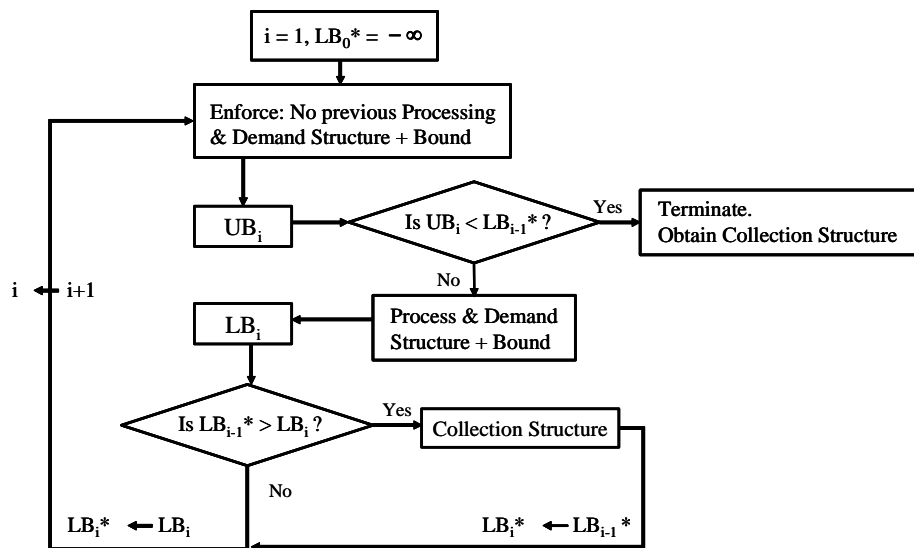 i = 1, LB₀* = − ∞
Enforce: No previous Processing
& Demand Structure + Bound
UBᵢ
Is UBᵢ < LBᵢ₋₁* ?
Yes
Terminate.
Obtain Collection Structure
No
i ← i+1
LBᵢ
Process & Demand
Structure + Bound
Is LBᵢ₋₁* > LBᵢ ?
Yes
Collection Structure
No
LBᵢ* ← LBᵢ
LBᵢ* ← LBᵢ₋₁*